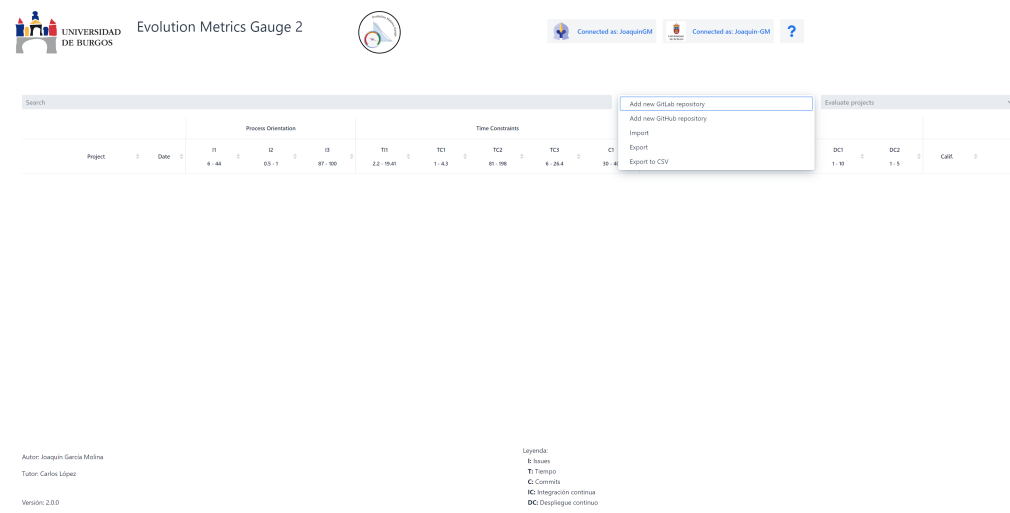 UNIVERSIDAD
DE BURGOS
Evolution Metrics Gauge 2
Evolution Metrics Gauge
Connected as: JoaquinGM
Connected as: Joaquin-GM
?
Search
Evaluate projects
Add new GitLab repository
Add new GitHub repository
Import
Export
Export to CSV
Process Orientation
Time Constraints
Project
Date
I1
6 - 44
I2
0.5 - 1
I3
87 - 100
TI1
2.2 - 19.41
TC1
1 - 4.3
TC2
81 - 198
TC3
6 - 26.4
C1
DC1
1 - 10
DC2
1 - 5
Calif.
Autor: Joaquín García Molina
Tutor: Carlos López
Versión: 2.0.0
Leyenda:
I: Issues
T: Tiempo
C: Commits
IC: Integración continua
DC: Despliegue continuo